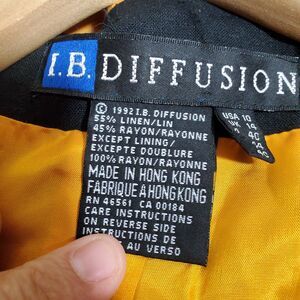 I.B. DIFFUSION
© 1992 I.B. DIFFUSION
55% LINEN/LIN
45% RAYON/RAYONNE
EXCEPT LINING/
EXCEPTE DOUBLURE
100% RAYON/RAYONNE
MADE IN HONG KONG
FABRIQUE A HONG KONG
RN 46561 CA 00184
CARE INSTRUCTIONS
ON REVERSE SIDE
INSTRUCTIONS DE
AU VERSO
USA 10
14
40